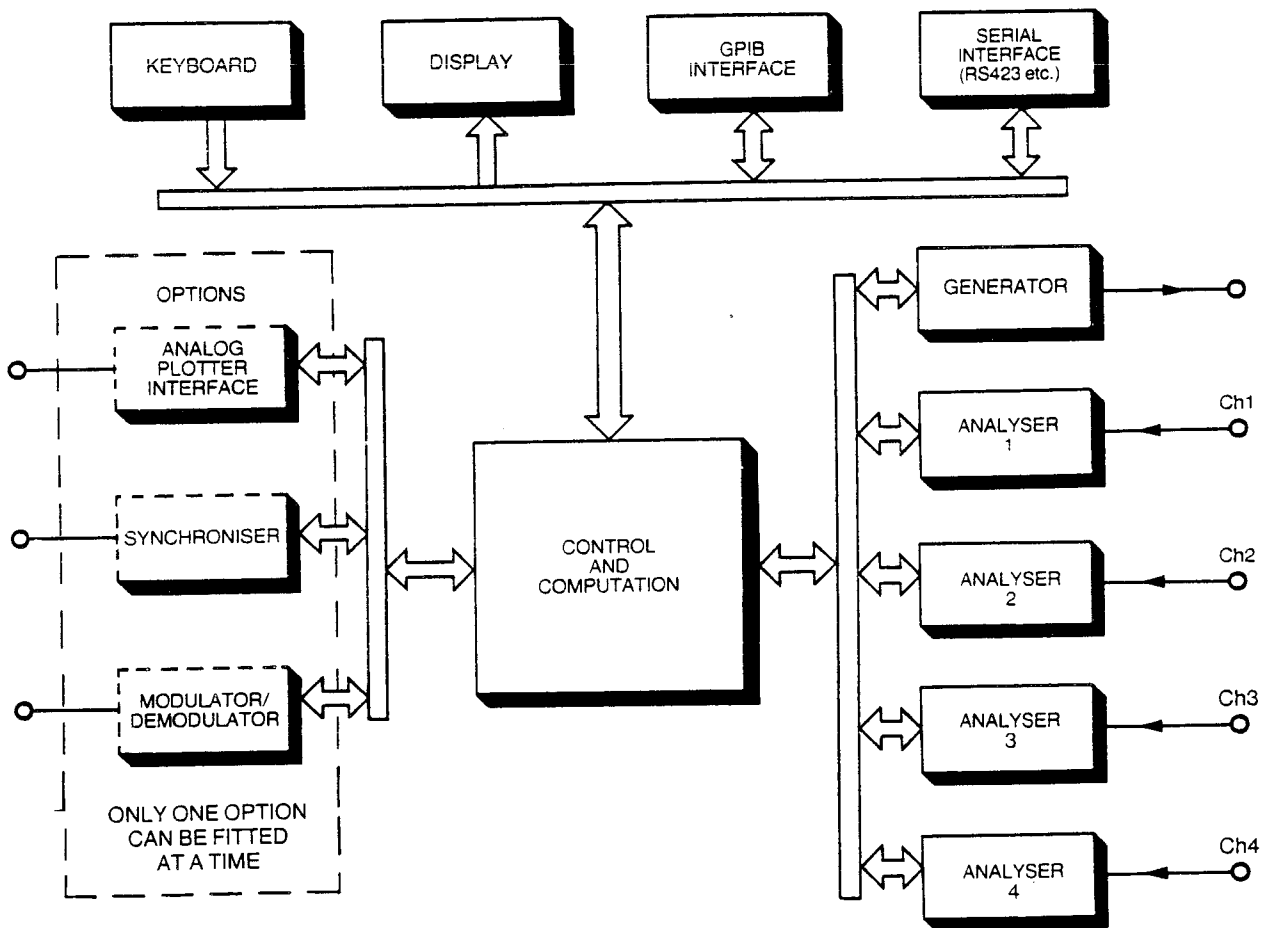 KEYBOARD
DISPLAY
GPIB
INTERFACE
SERIAL
INTERFACE
(RS423 etc.)
OPTIONS
ANALOG
PLOTTER
INTERFACE
SYNCHRONISER
MODULATOR/
DEMODULATOR
ONLY ONE OPTION
CAN BE FITTED
AT A TIME
CONTROL
AND
COMPUTATION
GENERATOR
ANALYSER
1
Ch1
ANALYSER
2
Ch2
ANALYSER
3
Ch3
ANALYSER
4
Ch4